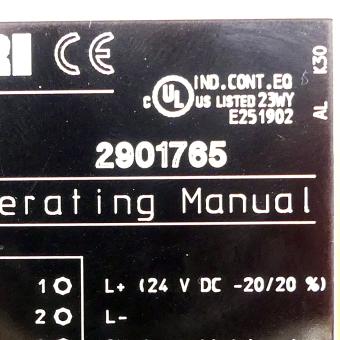 RI CE
IND.CONT.EQ
c UL US LISTED 23WY
E251902
AL K30
2901765
erating Manual
1 L+ (24 V DC -20/20 %)
2 L-